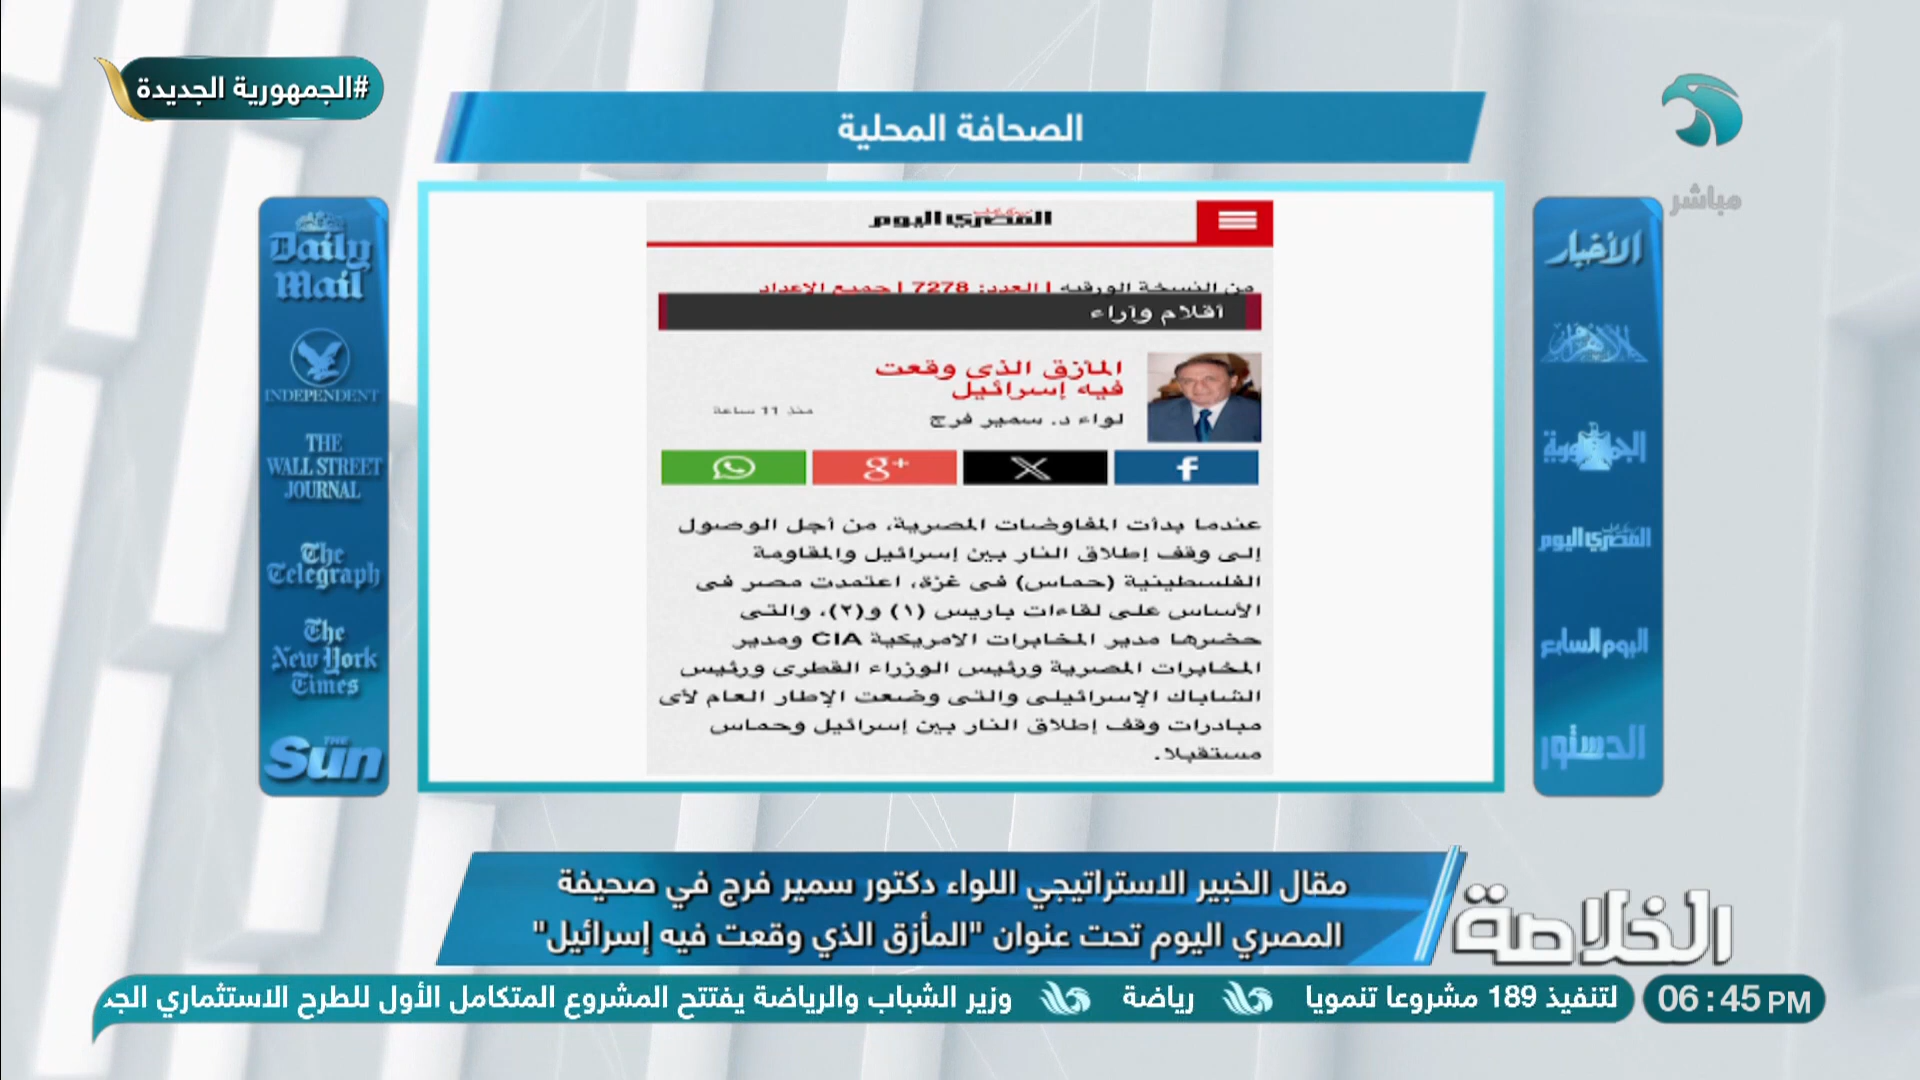 #الجمهورية الجديدة
الصحافة المحلية
مباشر
Daily
Mail
INDEPENDENT
THE
WALL STREET
JOURNAL
The
Telegraph
The
New York
Times
THE
Sun
الأخبار
الأهرام
الجمهورية
المصري اليوم
اليوم السابع
الدستور
المصري اليوم
من النسخة الورقيه | العدد: 7278 | جميع الاعداد
أقلام وآراء
المأزق الذى وقعت
فيه إسرائيل
لواء د. سمير فرج
منذ 11 ساعة
عندما بدأت المفاوضات المصرية، من أجل الوصول
إلى وقف إطلاق النار بين إسرائيل والمقاومة
الفلسطينية (حماس) فى غزة، اعتمدت مصر فى
الأساس على لقاءات باريس (١) و(٢)، والتى
حضرها مدير المخابرات الامريكية CIA ومدير
المخابرات المصرية ورئيس الوزراء القطرى ورئيس
الشاباك الإسرائيلى والتى وضعت الإطار العام لأى
مبادرات وقف إطلاق النار بين إسرائيل وحماس
مستقبلا.
مقال الخبير الاستراتيجي اللواء دكتور سمير فرج في صحيفة
المصري اليوم تحت عنوان "المأزق الذي وقعت فيه إسرائيل"
الخلاصة
لتنفيذ 189 مشروعا تنمويا رياضة وزير الشباب والرياضة يفتتح المشروع المتكامل الأول للطرح الاستثماري
06:45 PM